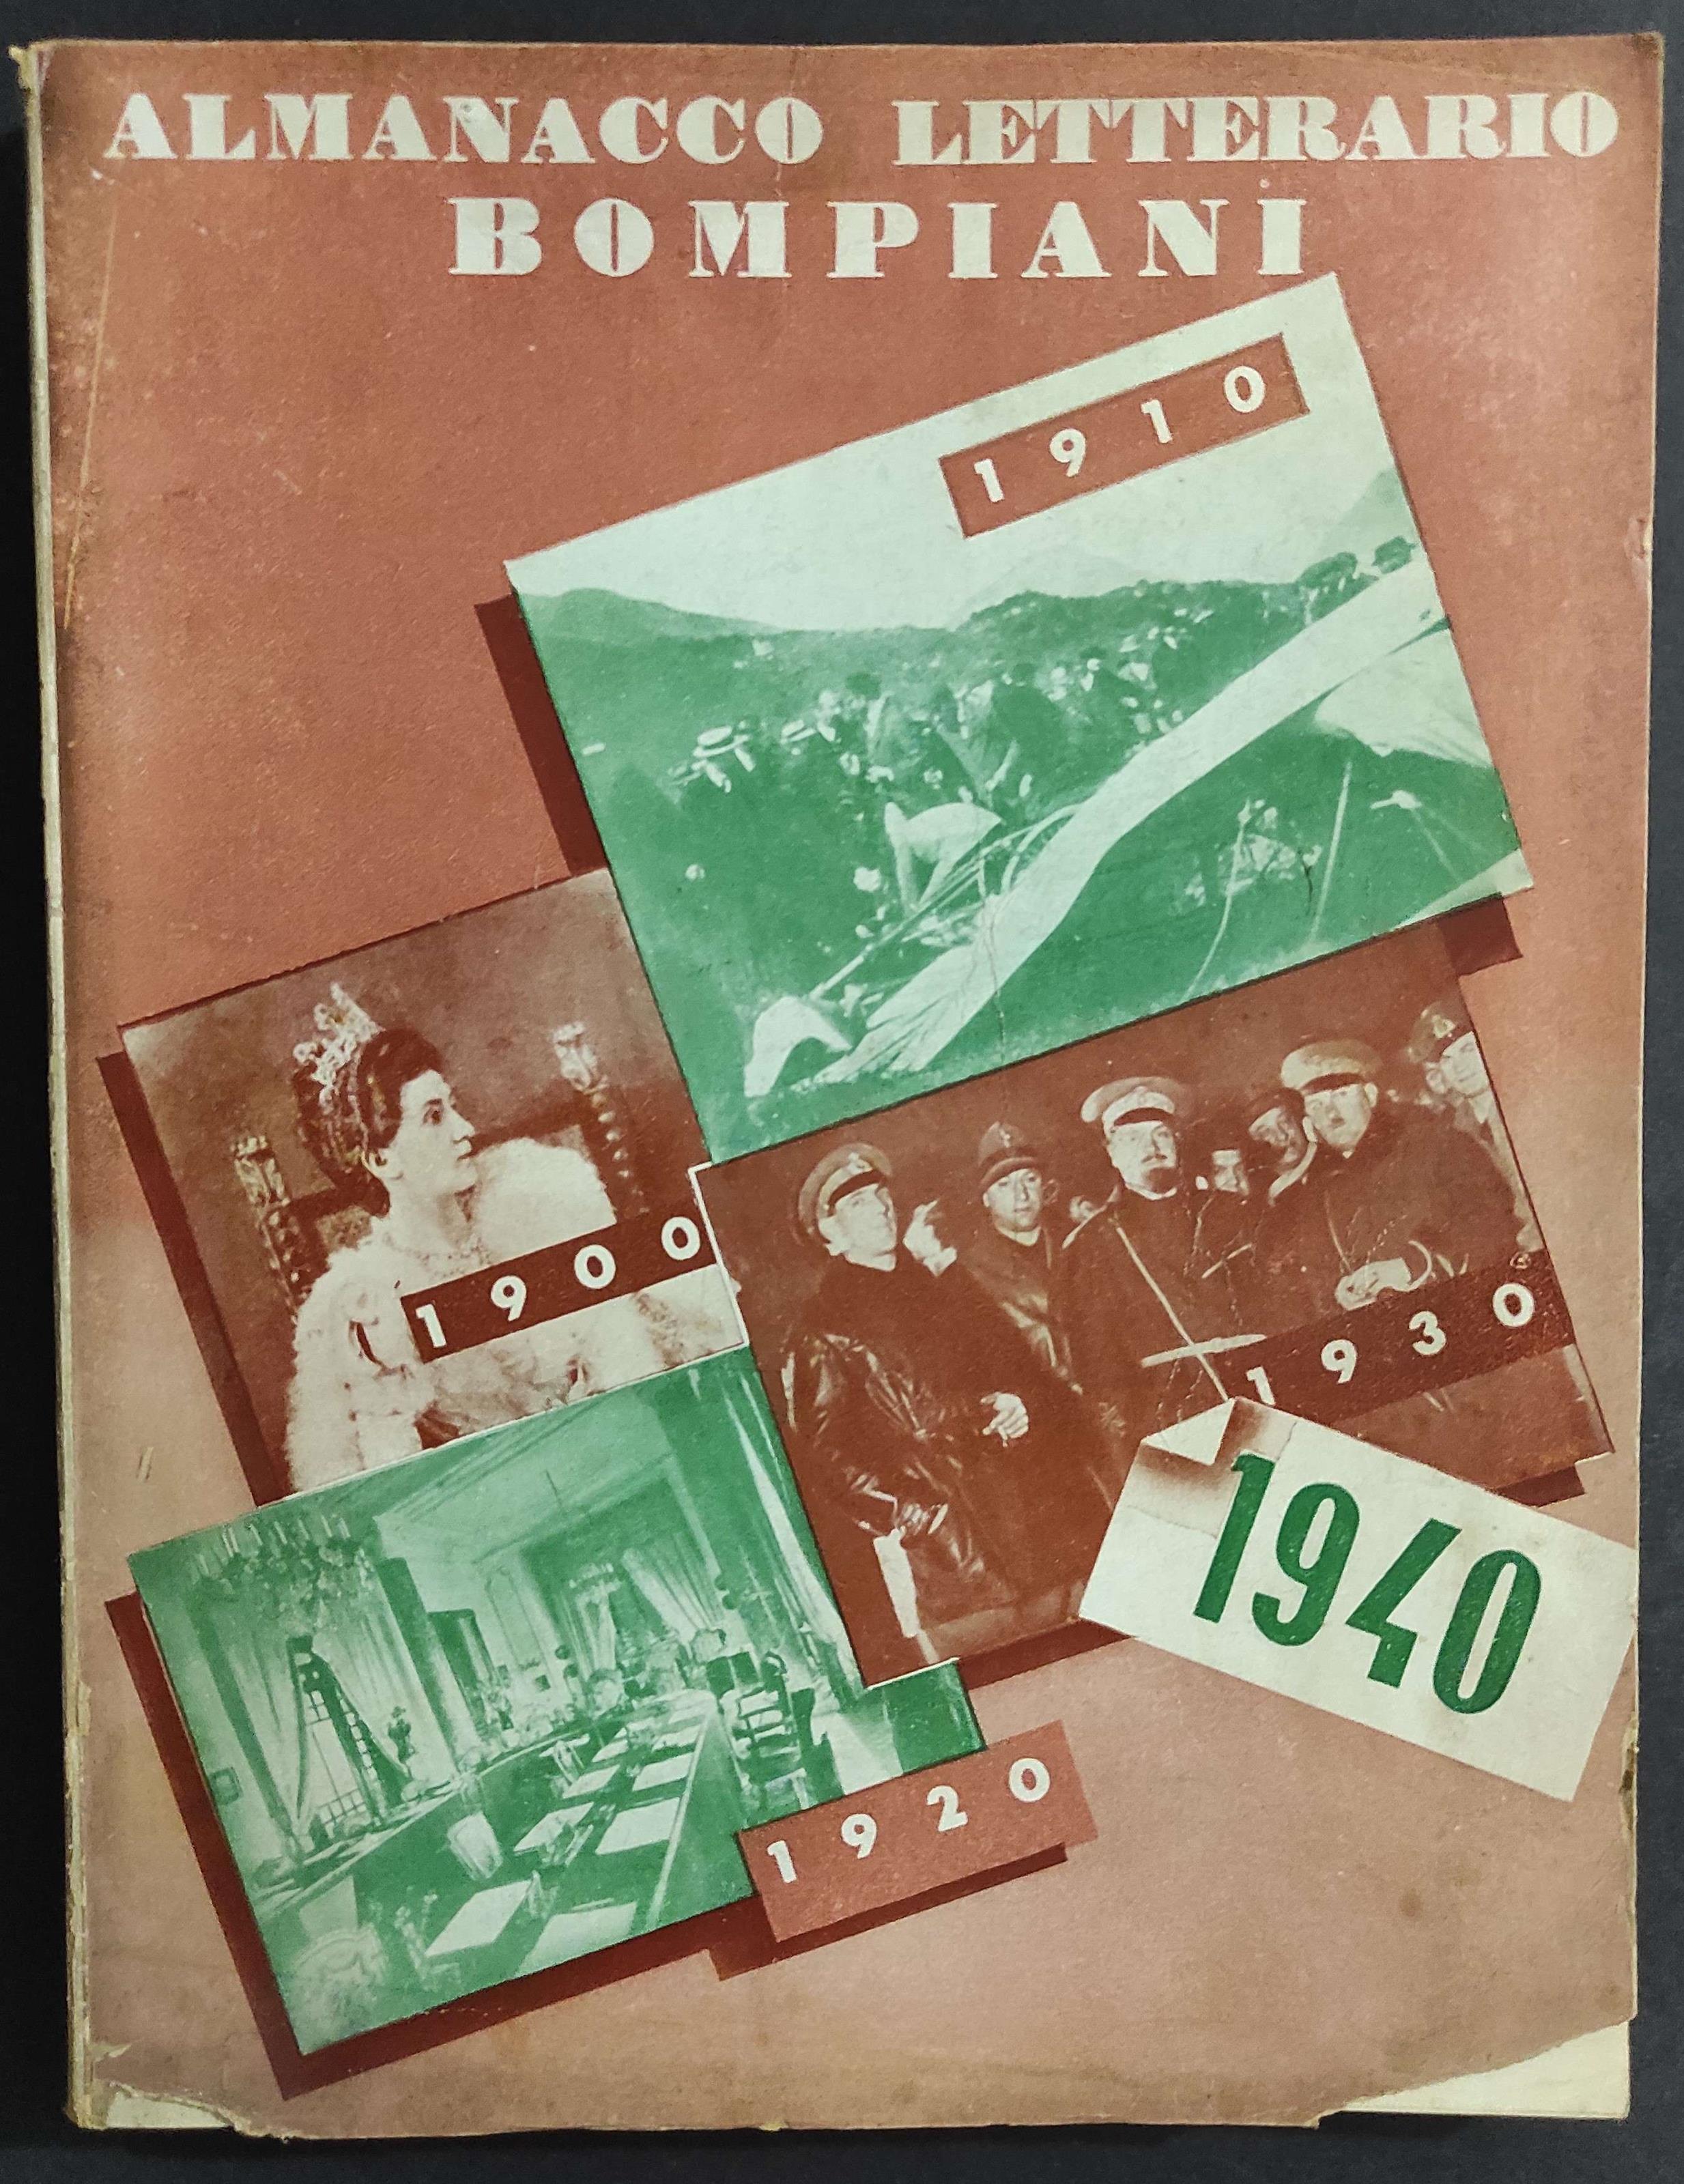 ALMANACCO LETTERARIO
BOMPIANI
1910
1900
1930
1940
1920